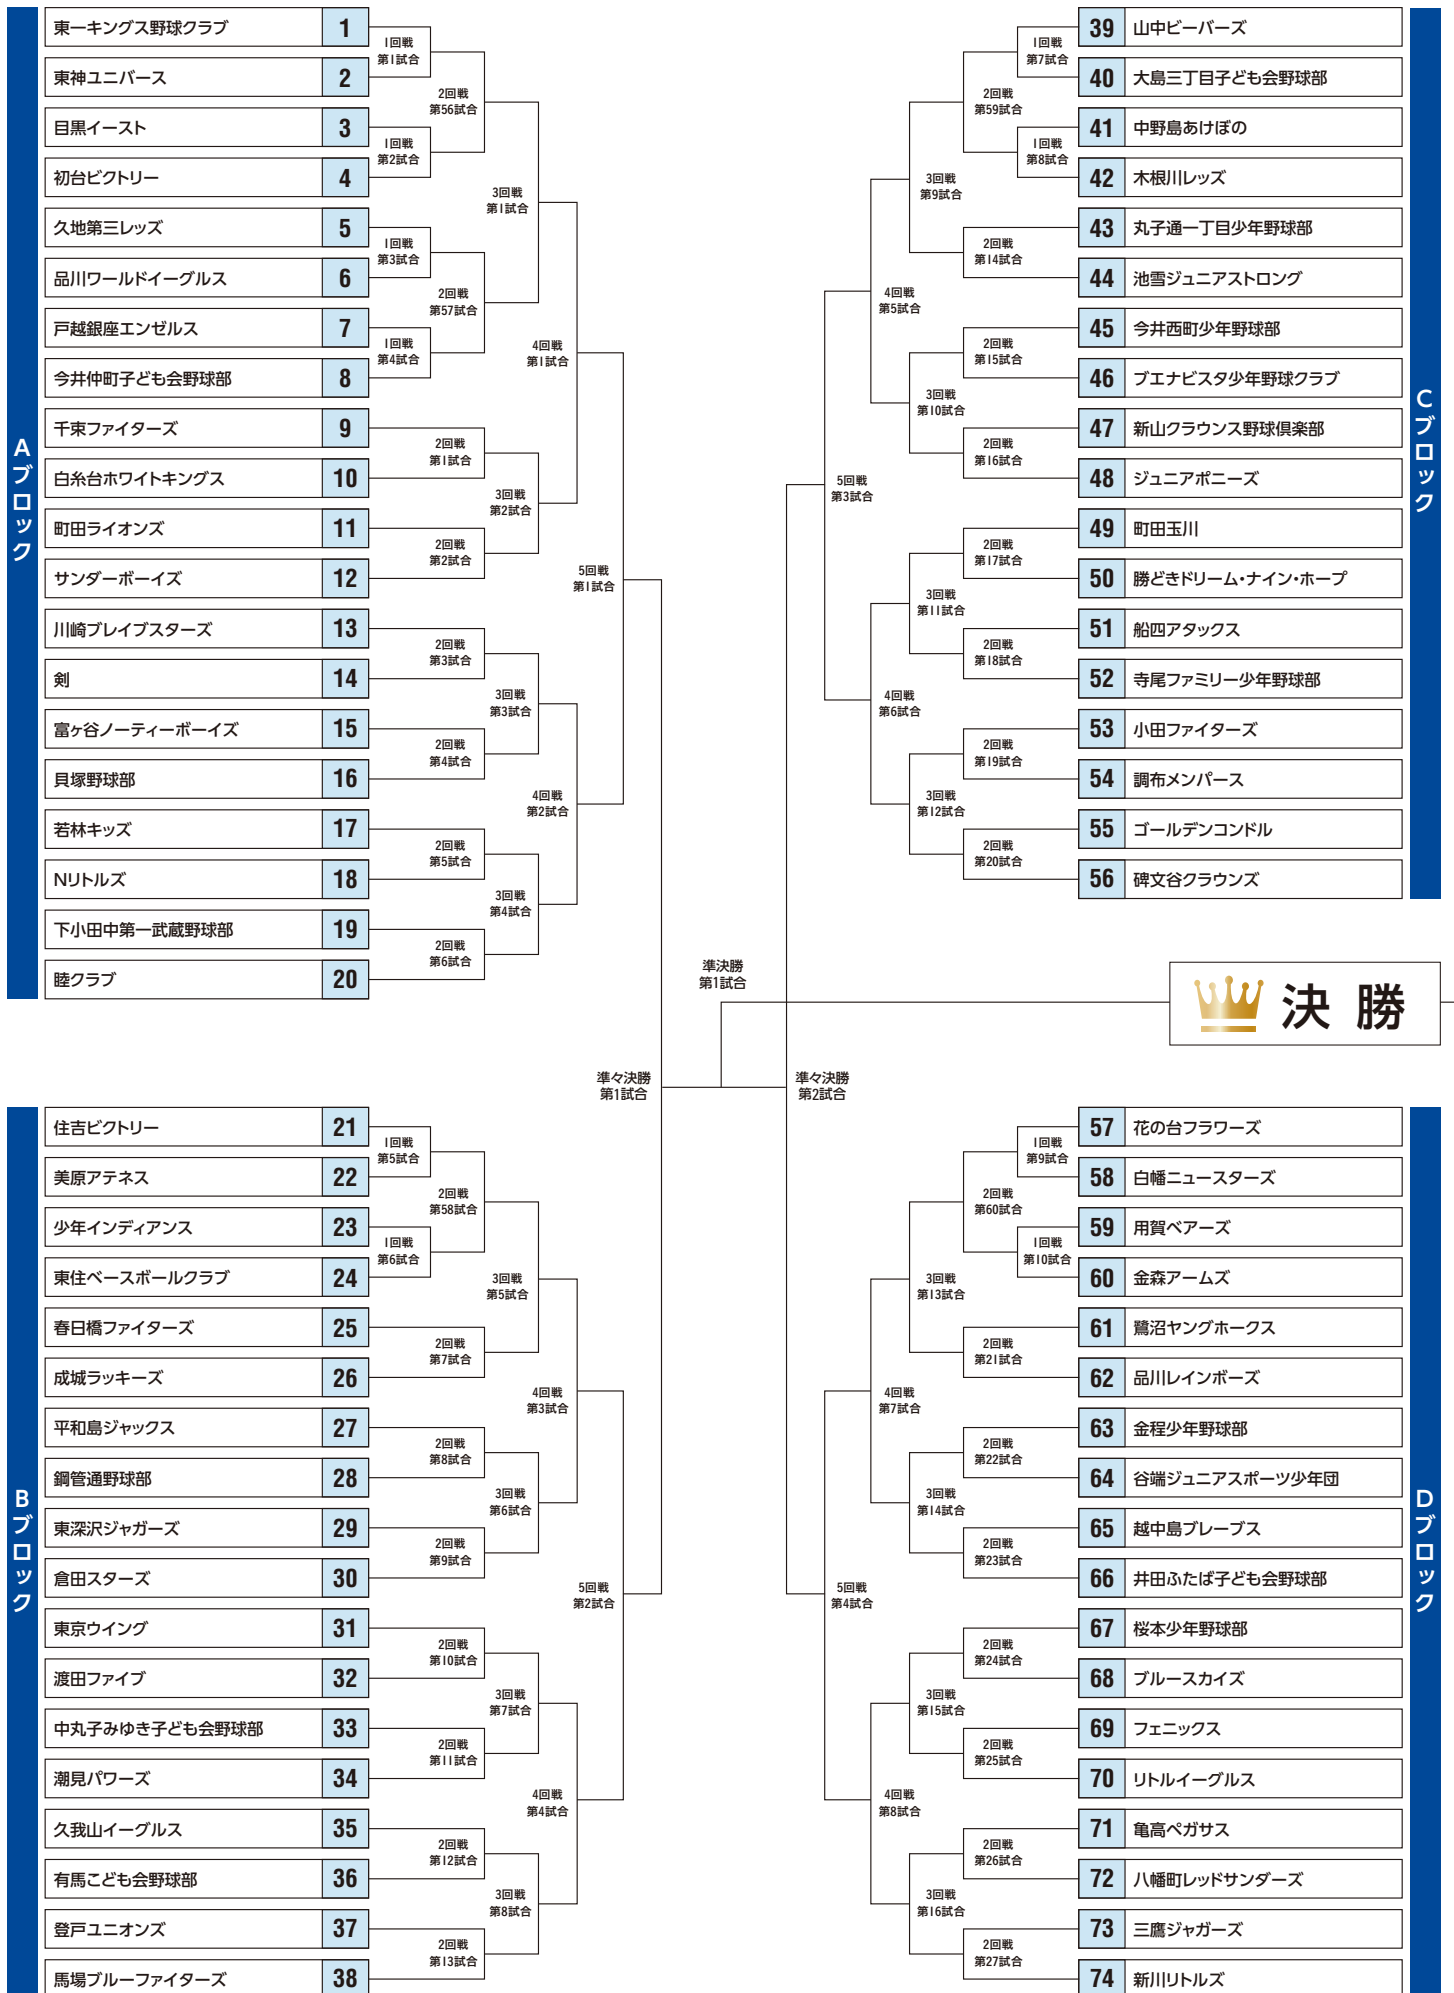 Aブロック
東一キングス野球クラブ 1
東神ユニバース 2
目黒イースト 3
初台ビクトリー 4
久地第三レッズ 5
品川ワールドイーグルス 6
戸越銀座エンゼルス 7
今井仲町子ども会野球部 8
千束ファイターズ 9
白糸台ホワイトキングス 10
町田ライオンズ 11
サンダーボーイズ 12
川崎ブレイブスターズ 13
剣 14
富ヶ谷ノーティーボーイズ 15
貝塚野球部 16
若林キッズ 17
Nリトルズ 18
下小田中第一武蔵野球部 19
睦クラブ 20
1回戦
第1試合
1回戦
第2試合
1回戦
第3試合
1回戦
第4試合
2回戦
第56試合
2回戦
第57試合
2回戦
第1試合
2回戦
第2試合
2回戦
第3試合
2回戦
第4試合
2回戦
第5試合
2回戦
第6試合
3回戦
第1試合
3回戦
第2試合
3回戦
第3試合
3回戦
第4試合
4回戦
第1試合
4回戦
第2試合
5回戦
第1試合
Bブロック
住吉ビクトリー 21
美原アテネス 22
少年インディアンス 23
東住ベースボールクラブ 24
春日橋ファイターズ 25
成城ラッキーズ 26
平和島ジャックス 27
鋼管通野球部 28
東深沢ジャガーズ 29
倉田スターズ 30
東京ウイング 31
渡田ファイブ 32
中丸子みゆき子ども会野球部 33
潮見パワーズ 34
久我山イーグルス 35
有馬こども会野球部 36
登戸ユニオンズ 37
馬場ブルーファイターズ 38
1回戦
第5試合
1回戦
第6試合
2回戦
第58試合
2回戦
第7試合
2回戦
第8試合
2回戦
第9試合
2回戦
第10試合
2回戦
第11試合
2回戦
第12試合
2回戦
第13試合
3回戦
第5試合
3回戦
第6試合
3回戦
第7試合
3回戦
第8試合
4回戦
第3試合
4回戦
第4試合
5回戦
第2試合
準々決勝
第1試合
準決勝
第1試合
準々決勝
第2試合
決勝
Cブロック
39 山中ビーバーズ
40 大島三丁目子ども会野球部
41 中野島あけぼの
42 木根川レッズ
43 丸子通一丁目少年野球部
44 池雪ジュニアストロング
45 今井西町少年野球部
46 ブエナビスタ少年野球クラブ
47 新山クラウンス野球倶楽部
48 ジュニアポニーズ
49 町田玉川
50 勝どきドリーム・ナイン・ホープ
51 船四アタックス
52 寺尾ファミリー少年野球部
53 小田ファイターズ
54 調布メンパース
55 ゴールデンコンドル
56 碑文谷クラウンズ
1回戦
第7試合
1回戦
第8試合
2回戦
第59試合
2回戦
第14試合
2回戦
第15試合
2回戦
第16試合
2回戦
第17試合
2回戦
第18試合
2回戦
第19試合
2回戦
第20試合
3回戦
第9試合
3回戦
第10試合
3回戦
第11試合
3回戦
第12試合
4回戦
第5試合
4回戦
第6試合
5回戦
第3試合
Dブロック
57 花の台フラワーズ
58 白幡ニュースターズ
59 用賀ベアーズ
60 金森アームズ
61 鷺沼ヤングホークス
62 品川レインボーズ
63 金程少年野球部
64 谷端ジュニアスポーツ少年団
65 越中島ブレーブス
66 井田ふたば子ども会野球部
67 桜本少年野球部
68 ブルースカイズ
69 フェニックス
70 リトルイーグルス
71 亀高ペガサス
72 八幡町レッドサンダーズ
73 三鷹ジャガーズ
74 新川リトルズ
1回戦
第9試合
1回戦
第10試合
2回戦
第60試合
2回戦
第21試合
2回戦
第22試合
2回戦
第23試合
2回戦
第24試合
2回戦
第25試合
2回戦
第26試合
2回戦
第27試合
3回戦
第13試合
3回戦
第14試合
3回戦
第15試合
3回戦
第16試合
4回戦
第7試合
4回戦
第8試合
5回戦
第4試合